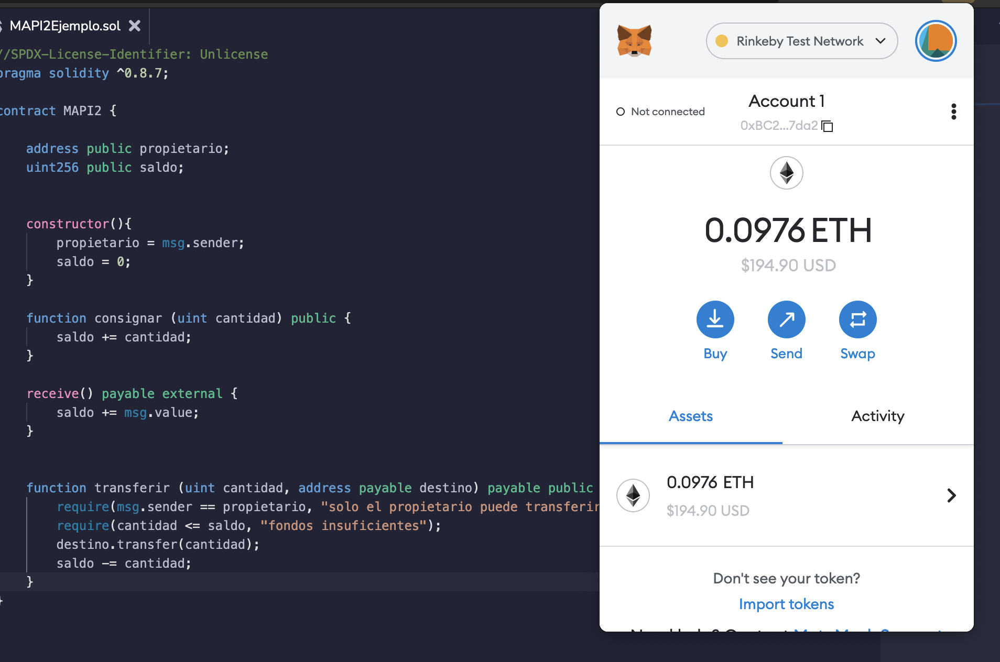 MAPI2Ejemplo.sol
//SPDX-License-Identifier: Unlicense
pragma solidity ^0.8.7;
contract MAPI2 {
address public propietario;
uint256 public saldo;
constructor(){
propietario = msg.sender;
saldo = 0;
}
function consignar (uint cantidad) public {
saldo += cantidad;
}
receive() payable external {
saldo += msg.value;
}
function transferir (uint cantidad, address payable destino) payable public
require(msg.sender == propietario, "solo el propietario puede transferir
require(cantidad <= saldo, "fondos insuficientes");
destino.transfer(cantidad);
saldo -= cantidad;
}
}
Rinkeby Test Network
Not connected
Account 1
0xBC2...7da2
0.0976 ETH
$194.90 USD
Buy
Send
Swap
Assets
Activity
0.0976 ETH
$194.90 USD
Don't see your token?
Import tokens